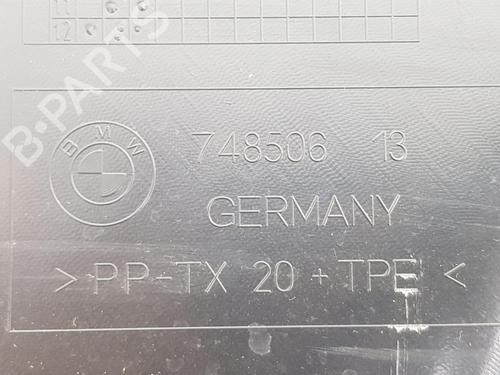 11
12
B-PARTS
BMW
748506 13
GERMANY
> PP-TX 20 + TPE <